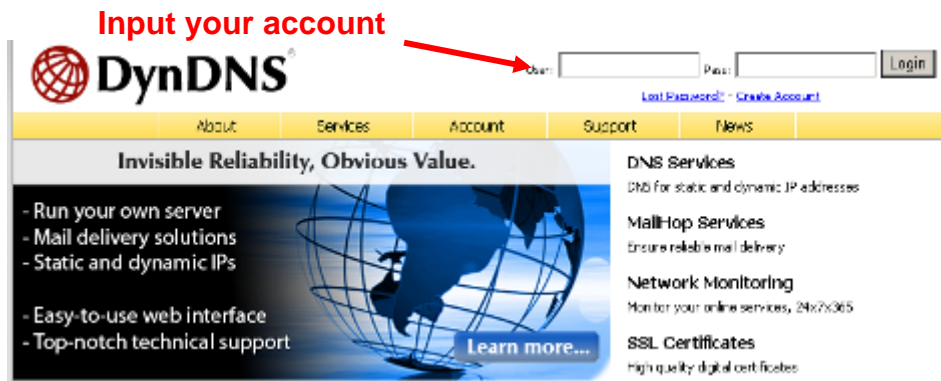 Input your account
DynDNS
User: Pass: Login
Lost Password? - Create Account
About Services Account Support News
Invisible Reliability, Obvious Value.
- Run your own server
- Mail delivery solutions
- Static and dynamic IPs
- Easy-to-use web interface
- Top-notch technical support
Learn more...
DNS Services
DNS for static and dynamic IP addresses
MailHop Services
Ensure reliable mail delivery
Network Monitoring
Monitor your online services, 24x7x365
SSL Certificates
High quality digital certificates